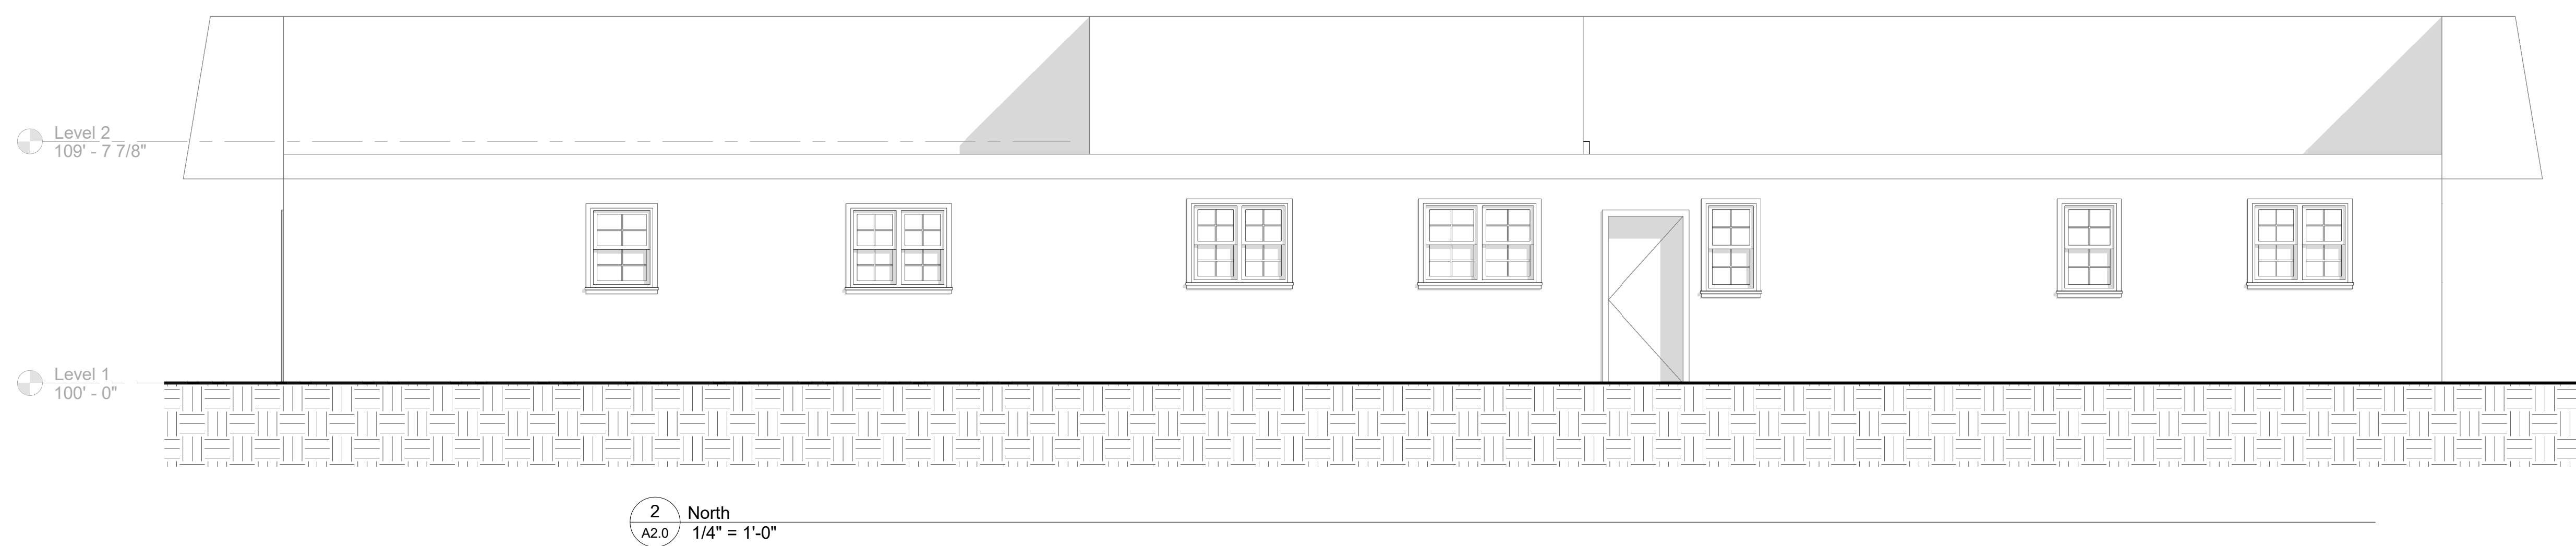 Level 2
109' - 7 7/8"
Level 1
100' - 0"
2
A2.0
North
1/4" = 1'-0"